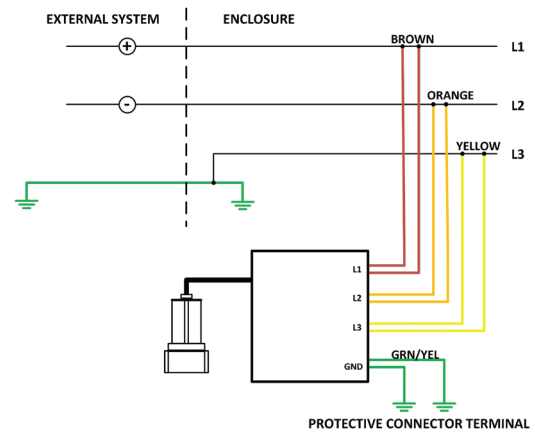 EXTERNAL SYSTEM
ENCLOSURE
BROWN
L1
ORANGE
L2
YELLOW
L3
L1
L2
L3
GRN/YEL
GND
PROTECTIVE CONNECTOR TERMINAL